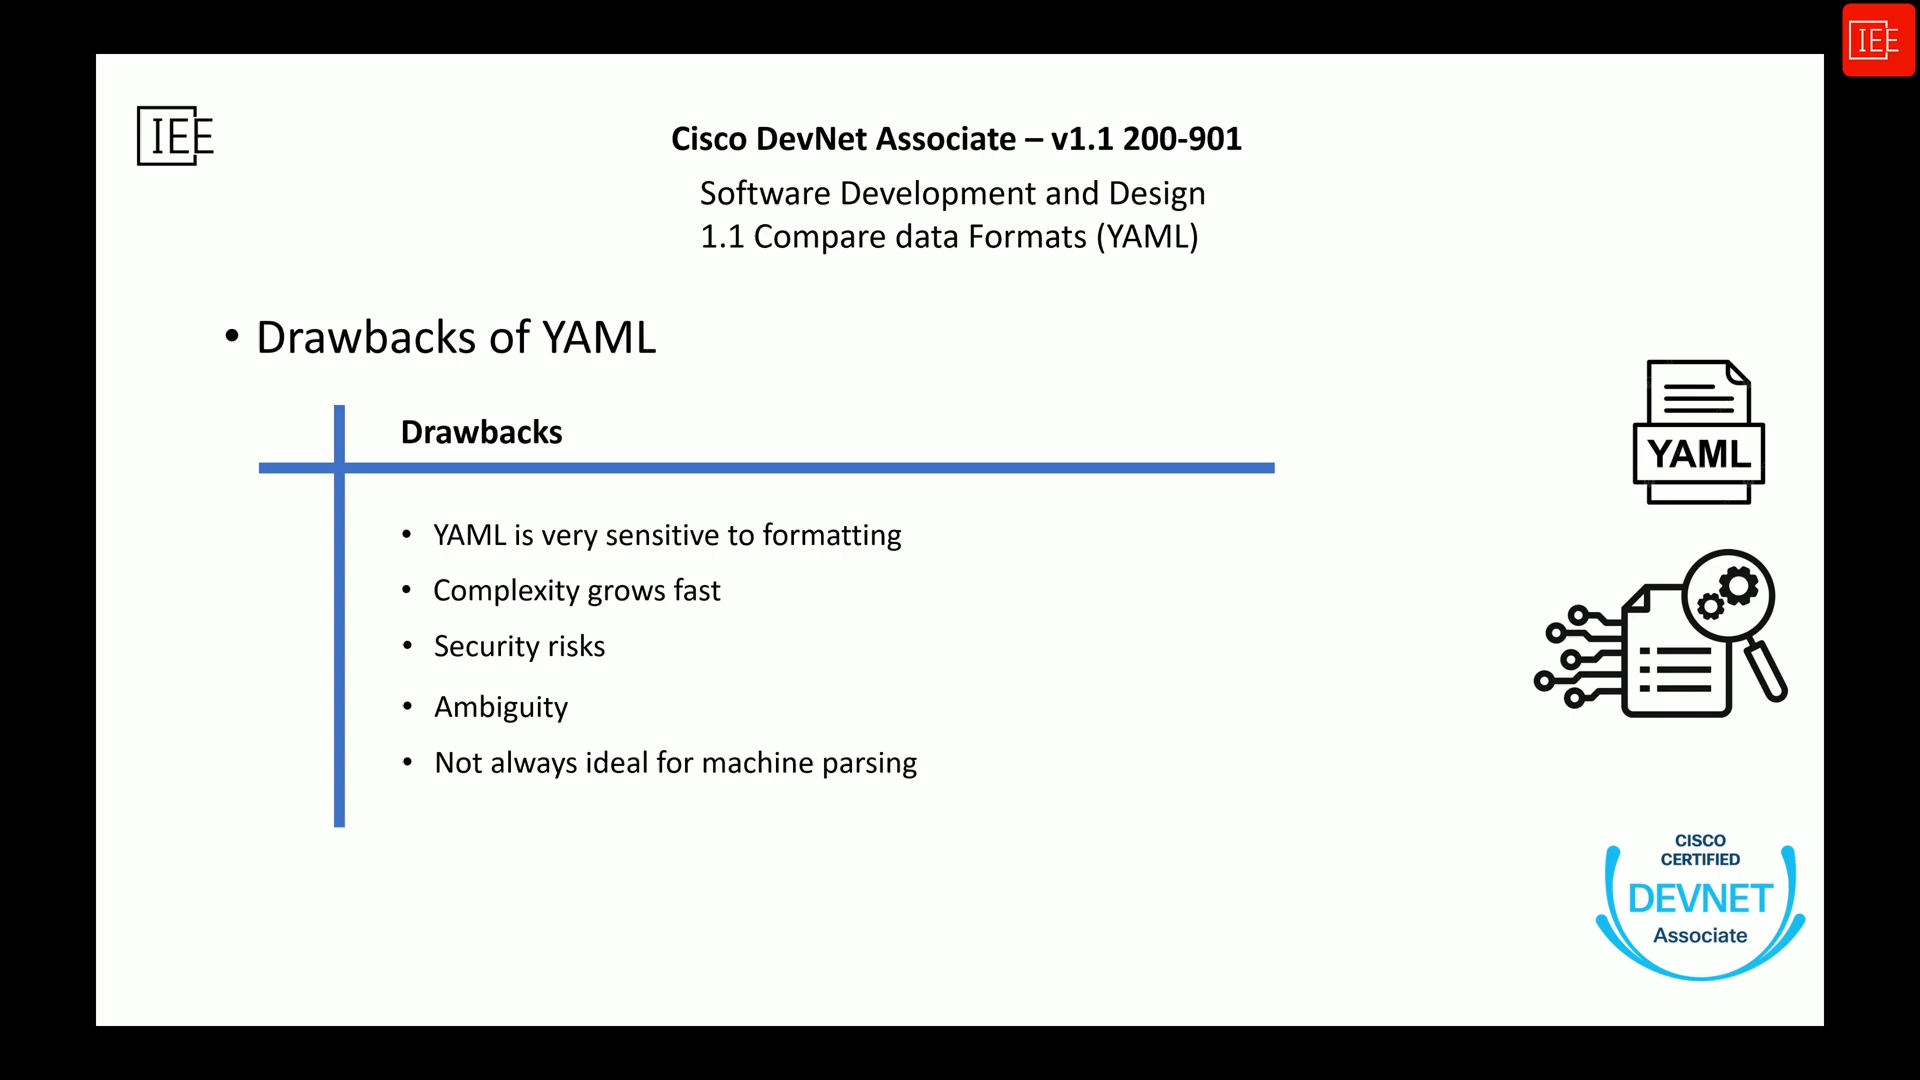 IEE
IEE
Cisco DevNet Associate – v1.1 200-901
Software Development and Design
1.1 Compare data Formats (YAML)
• Drawbacks of YAML
Drawbacks
• YAML is very sensitive to formatting
• Complexity grows fast
• Security risks
• Ambiguity
• Not always ideal for machine parsing
YAML
CISCO
CERTIFIED
DEVNET
Associate